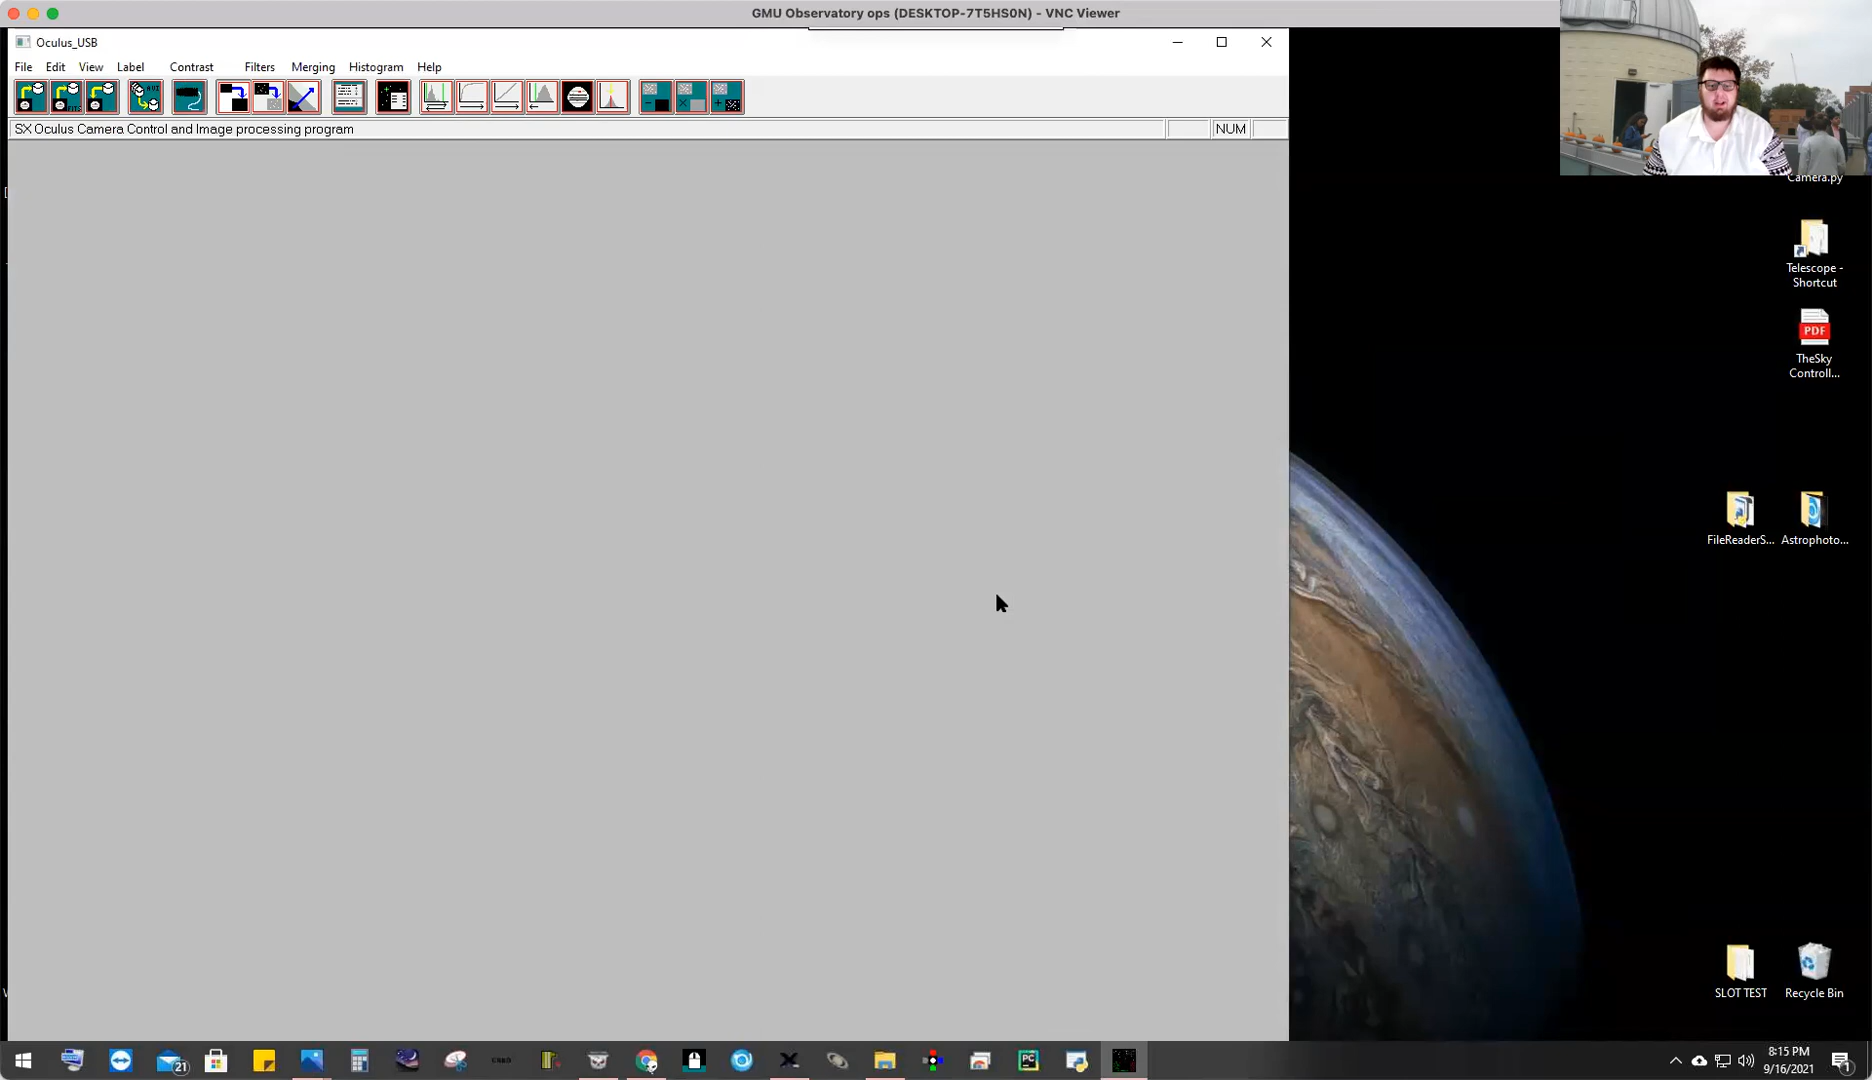 GMU Observatory ops (DESKTOP-7T5HS0N) - VNC Viewer
Oculus_USB
File Edit View Label Contrast Filters Merging Histogram Help
SX Oculus Camera Control and Image processing program
NUM
Camera.py
Telescope -
Shortcut
PDF
TheSky
Controll...
FileReaderS...
Astrophoto...
SLOT TEST
Recycle Bin
21
PC
8:15 PM
9/16/2021
1